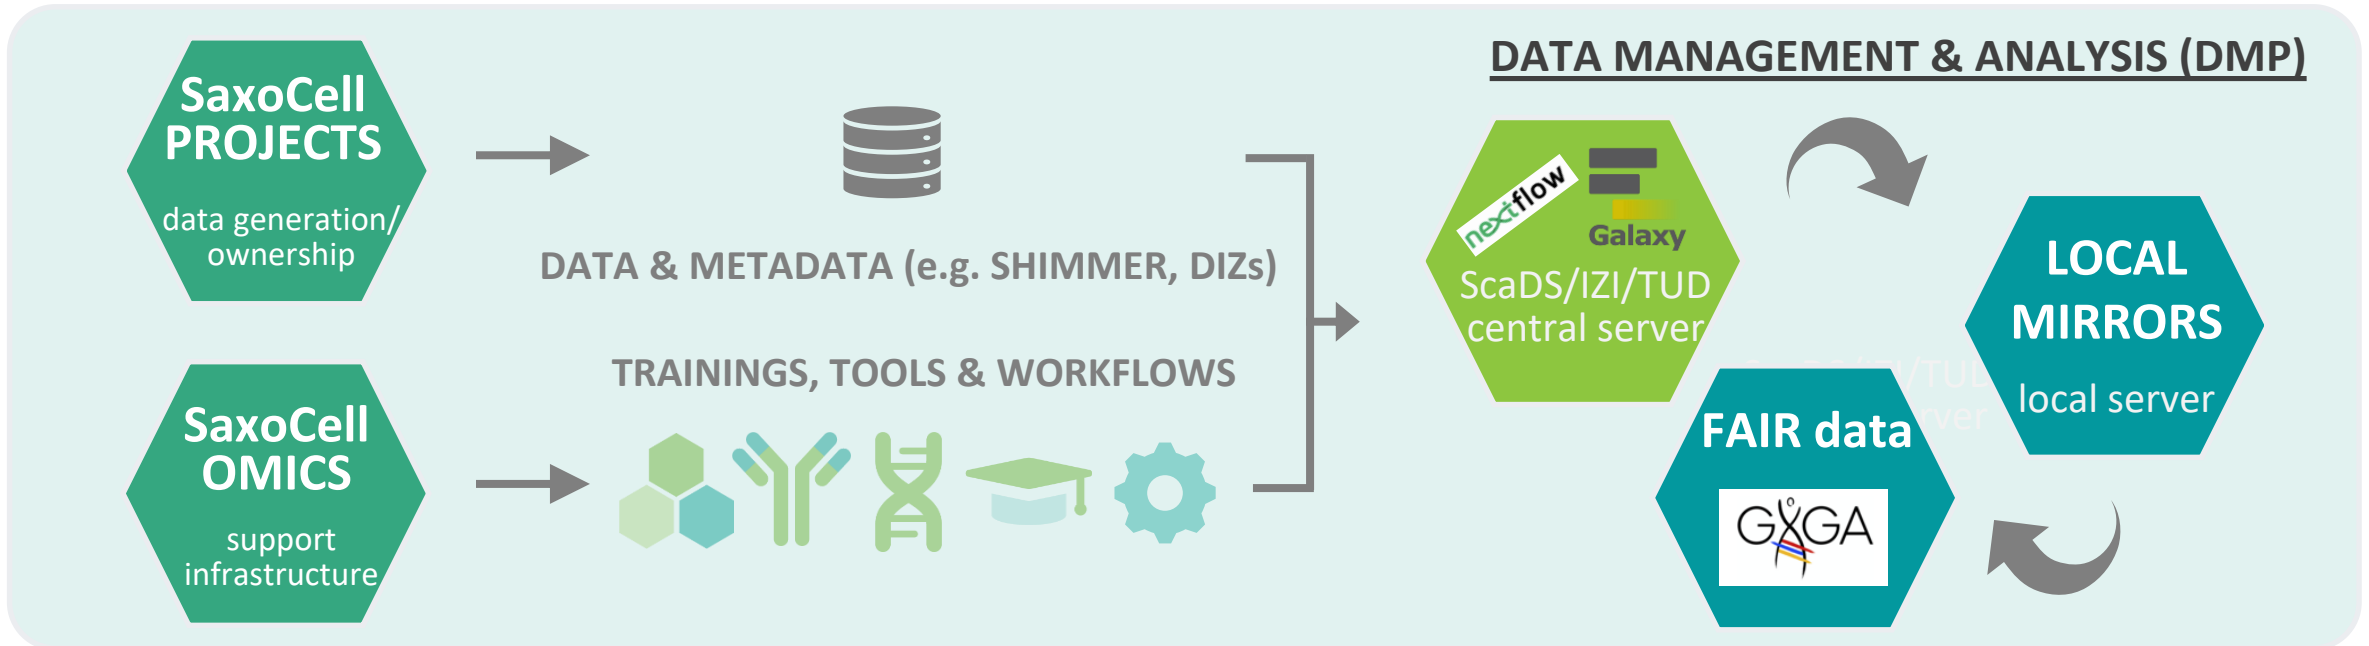 DATA MANAGEMENT & ANALYSIS (DMP)
SaxoCell
PROJECTS
data generation/
ownership
DATA & METADATA (e.g. SHIMMER, DIZs)
TRAININGS, TOOLS & WORKFLOWS
SaxoCell
OMICS
support
infrastructure
nextflow
Galaxy
ScaDS/IZI/TUD
central server
LOCAL
MIRRORS
local server
FAIR data
GHGA